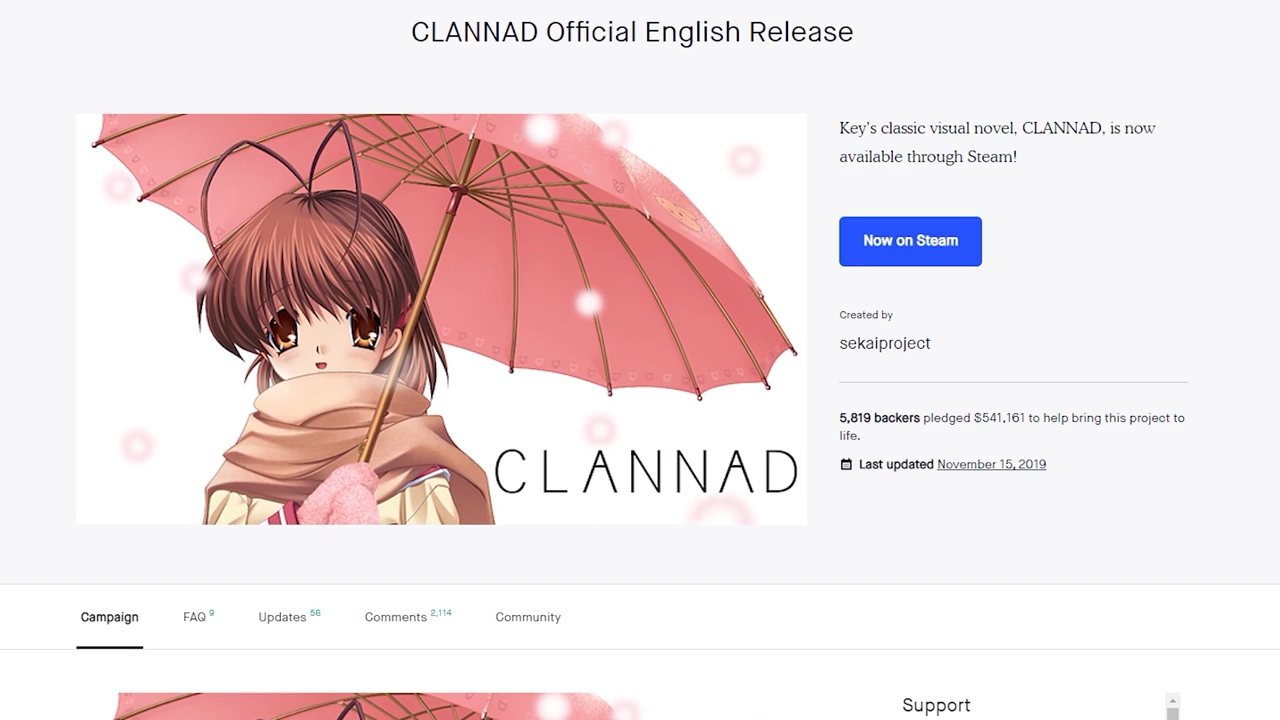 CLANNAD Official English Release
Key's classic visual novel, CLANNAD, is now
available through Steam!
Now on Steam
Created by
sekaiproject
5,819 backers pledged $541,161 to help bring this project to
life.
Last updated November 15, 2019
CLANNAD
Campaign
FAQ 9
Updates 56
Comments 2,114
Community
Support